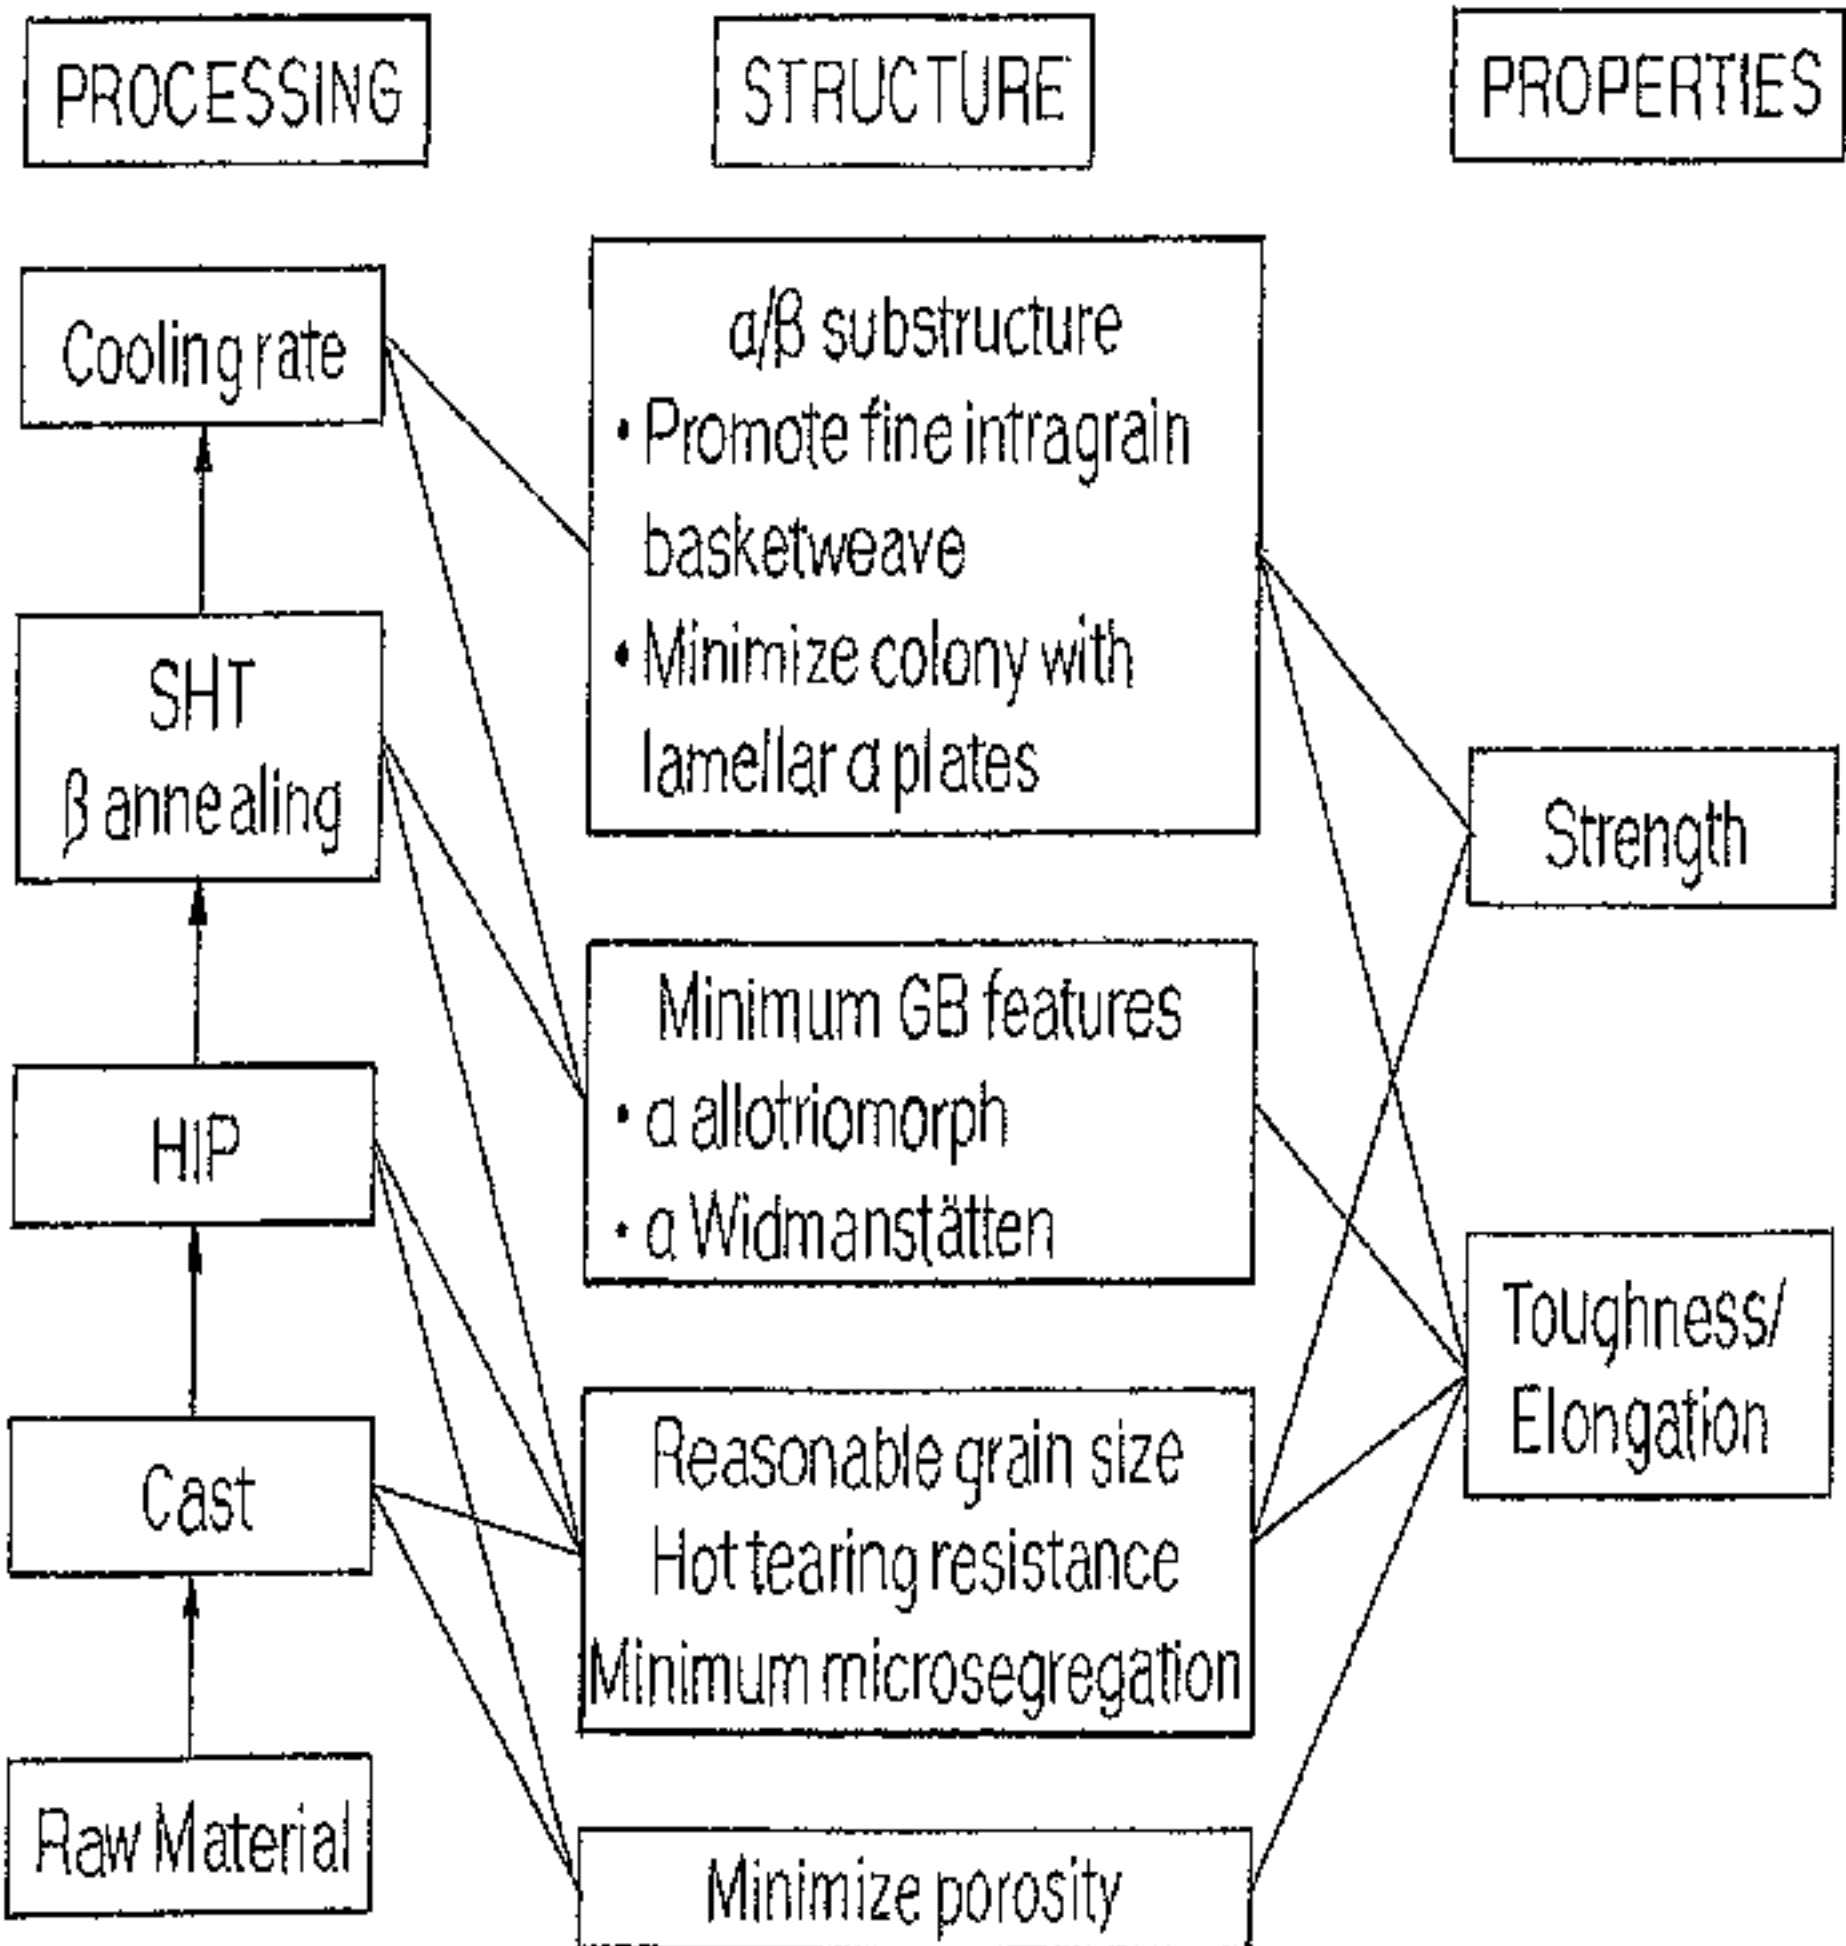 PROCESSING
STRUCTURE
PROPERTIES
Cooling rate
SHT
β annealing
HIP
Cast
Raw Material
α/β substructure
• Promote fine intragrain
basketweave
• Minimize colony with
lamellar α plates
Minimum GB features
• α allotriomorph
• α Widmanstätten
Reasonable grain size
Hot tearing resistance
Minimum microsegregation
Minimize porosity
Strength
Toughness/
Elongation